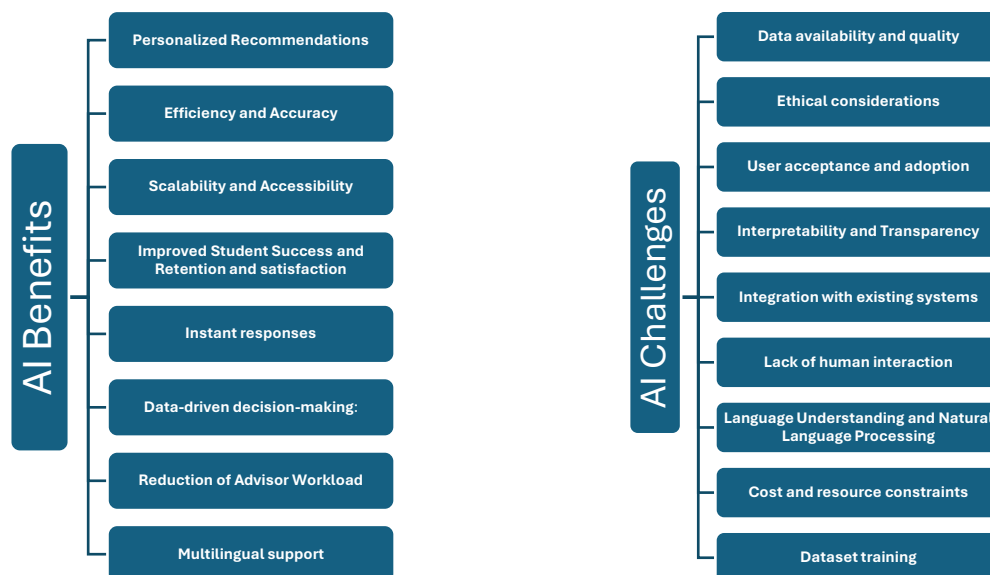 AI Benefits
Personalized Recommendations
Efficiency and Accuracy
Scalability and Accessibility
Improved Student Success and
Retention and satisfaction
Instant responses
Data-driven decision-making:
Reduction of Advisor Workload
Multilingual support
AI Challenges
Data availability and quality
Ethical considerations
User acceptance and adoption
Interpretability and Transparency
Integration with existing systems
Lack of human interaction
Language Understanding and Natural
Language Processing
Cost and resource constraints
Dataset training